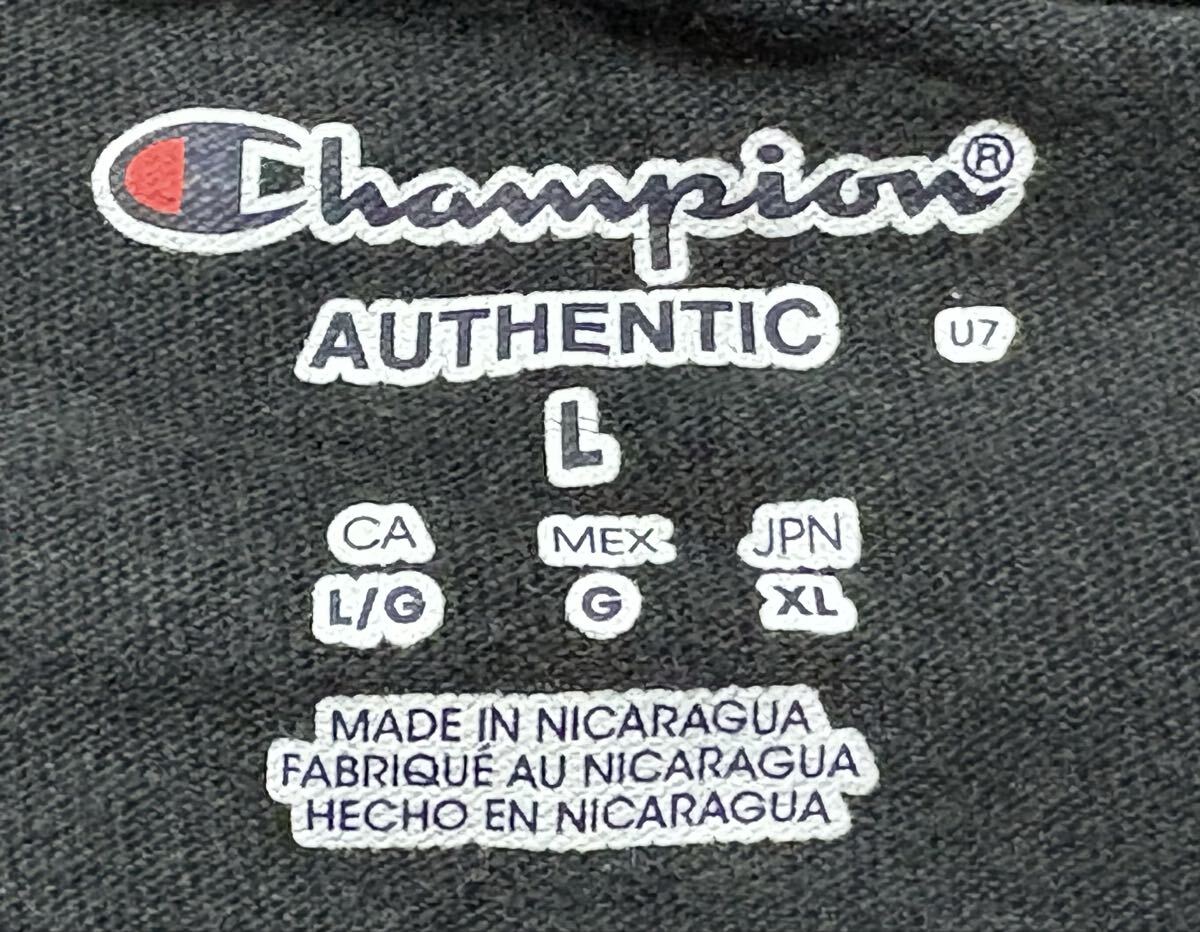 Champion®
AUTHENTIC U7
L
CA MEX JPN
L/G G XL
MADE IN NICARAGUA
FABRIQUÉ AU NICARAGUA
HECHO EN NICARAGUA